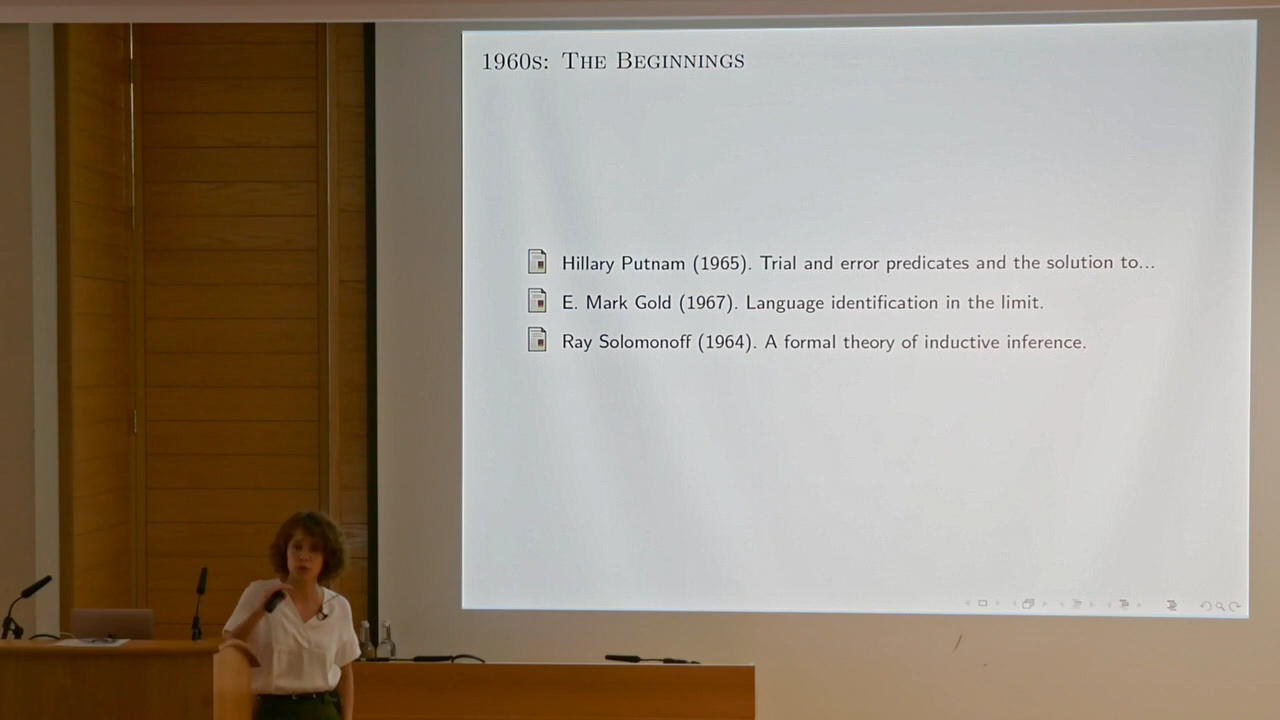 1960s: The Beginnings
Hillary Putnam (1965). Trial and error predicates and the solution to...
E. Mark Gold (1967). Language identification in the limit.
Ray Solomonoff (1964). A formal theory of inductive inference.